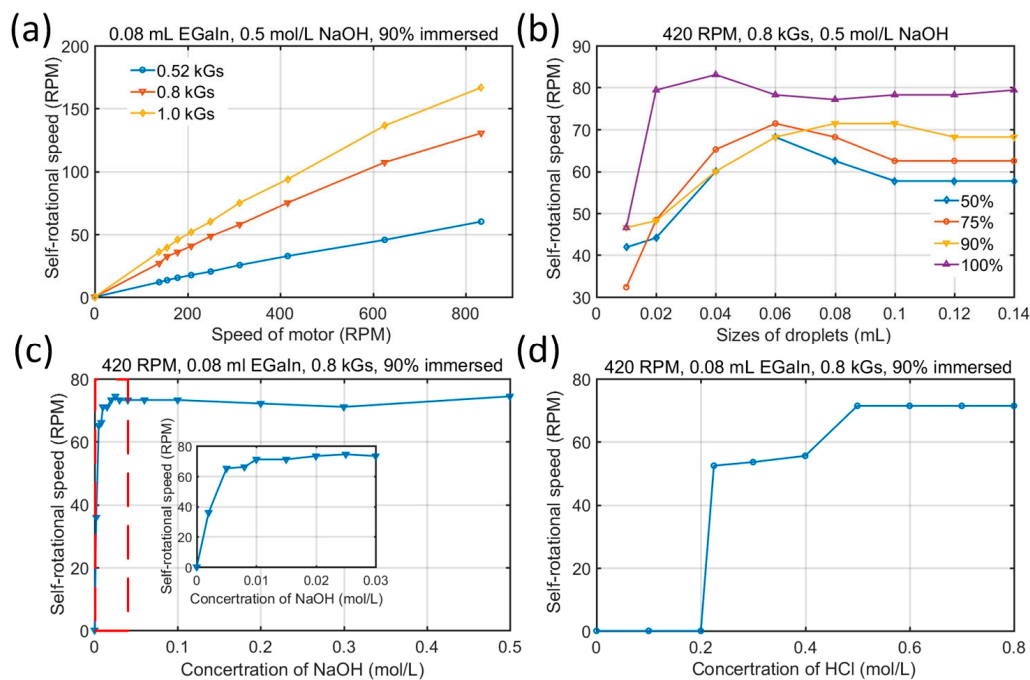 (a)
0.08 mL EGaIn, 0.5 mol/L NaOH, 90% immersed
200
150
100
50
0
Self-rotational speed (RPM)
0.52 kGs
0.8 kGs
1.0 kGs
0 200 400 600 800
Speed of motor (RPM)
(b)
420 RPM, 0.8 kGs, 0.5 mol/L NaOH
90
80
70
60
50
40
30
Self-rotational speed (RPM)
50%
75%
90%
100%
0 0.02 0.04 0.06 0.08 0.1 0.12 0.14
Sizes of droplets (mL)
(c)
420 RPM, 0.08 ml EGaIn, 0.8 kGs, 90% immersed
80
60
40
20
0
Self-rotational speed (RPM)
80
60
40
20
0
Self-rotational speed (RPM)
0 0.01 0.02 0.03
Concertration of NaOH (mol/L)
0 0.1 0.2 0.3 0.4 0.5
Concertration of NaOH (mol/L)
(d)
420 RPM, 0.08 mL EGaIn, 0.8 kGs, 90% immersed
80
60
40
20
0
Self-rotational speed (RPM)
0 0.2 0.4 0.6 0.8
Concertration of HCl (mol/L)